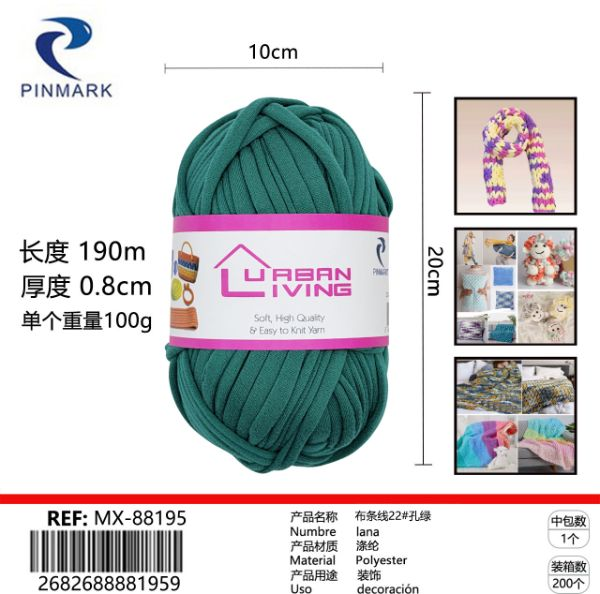 PINMARK
10cm
20cm
长度 190m
厚度 0.8cm
单个重量100g
URBAN
LIVING
PINMARK
Soft, High Quality
& Easy to Knit Yarn
REF: MX-88195
2682688881959
产品名称 布条线22#孔绿
Nombre lana
产品材质 涤纶
Material Polyester
产品用途 装饰
Uso decoración
中包数
1个
装箱数
200个